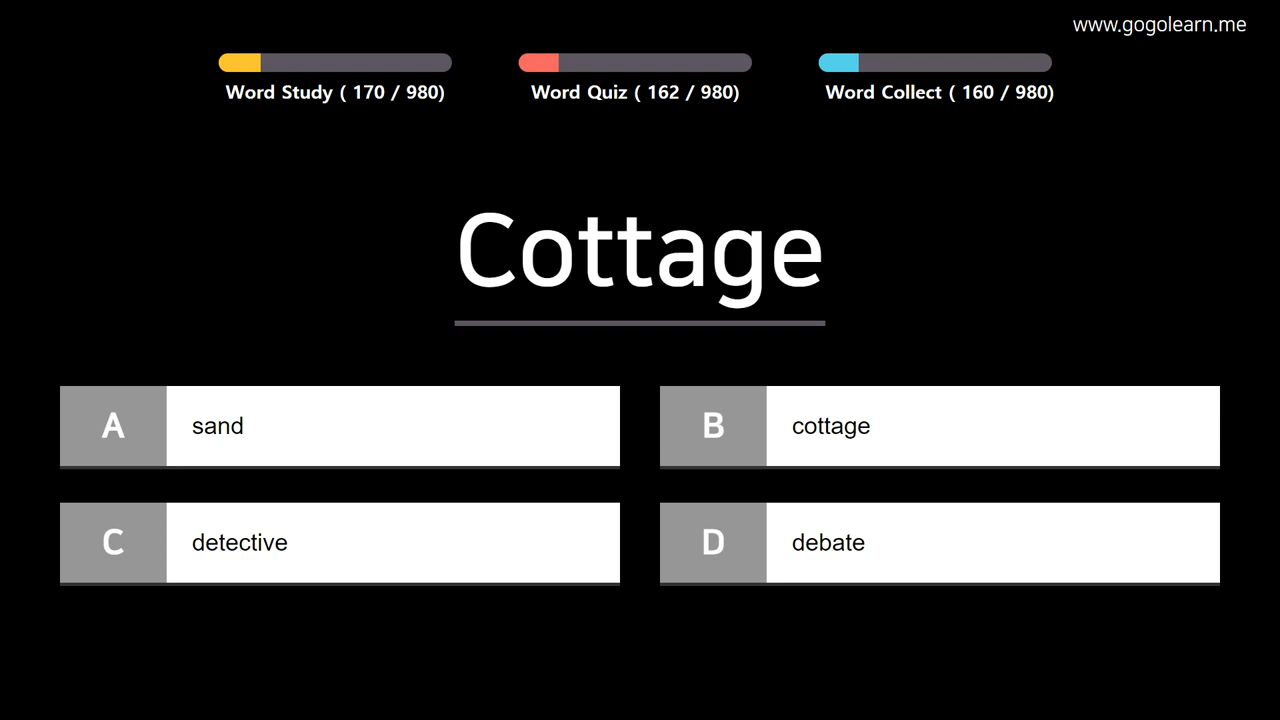 www.gogolearn.me
Word Study ( 170 / 980)
Word Quiz ( 162 / 980)
Word Collect ( 160 / 980)
Cottage
A sand
B cottage
C detective
D debate